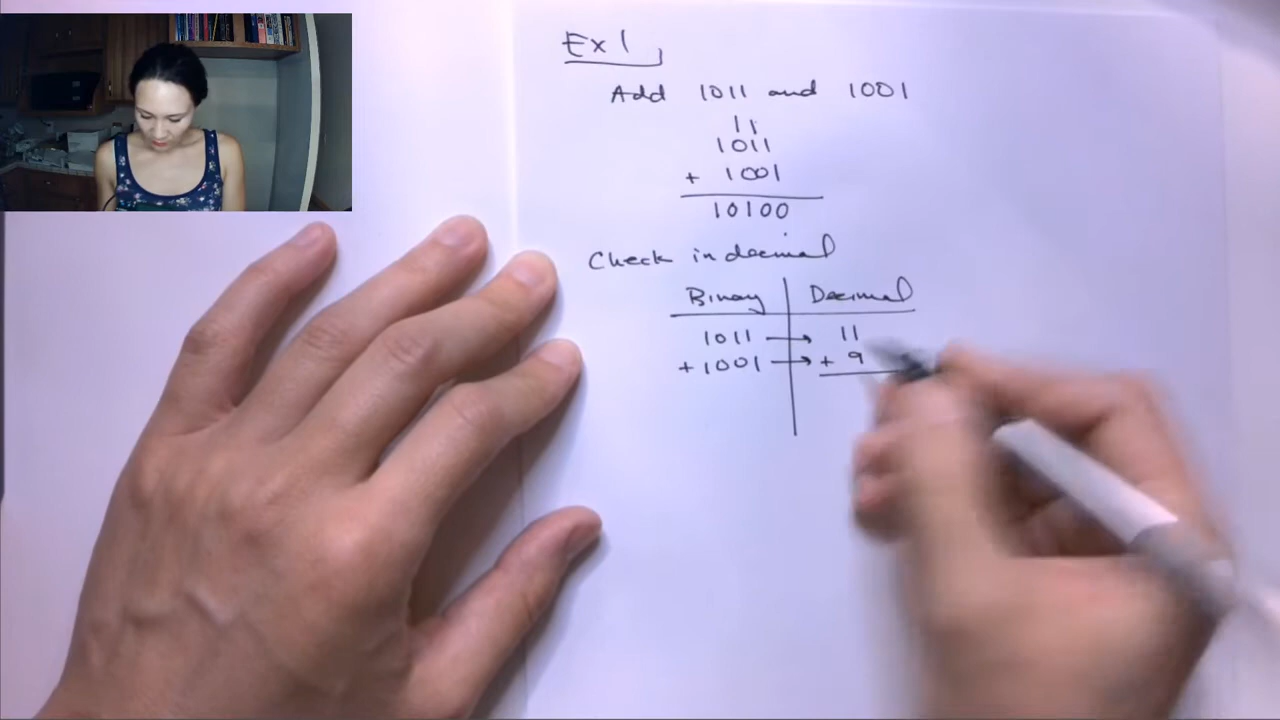 Ex 1
Add 1011 and 1001
11
1011
+ 1001
10100
Check in decimal
Binary Decimal
1011 → 11
+1001 → + 9